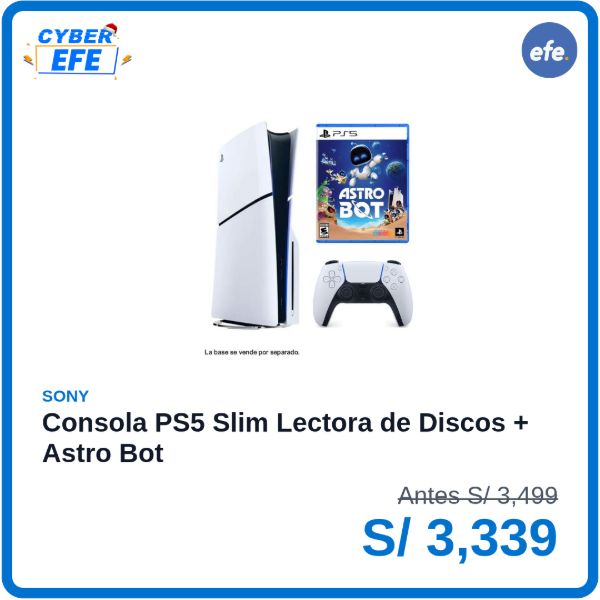 CYBER
EFE
efe.
PS5
ASTRO
BOT
La base se vende por separado.
SONY
Consola PS5 Slim Lectora de Discos +
Astro Bot
Antes S/ 3,499
S/ 3,339